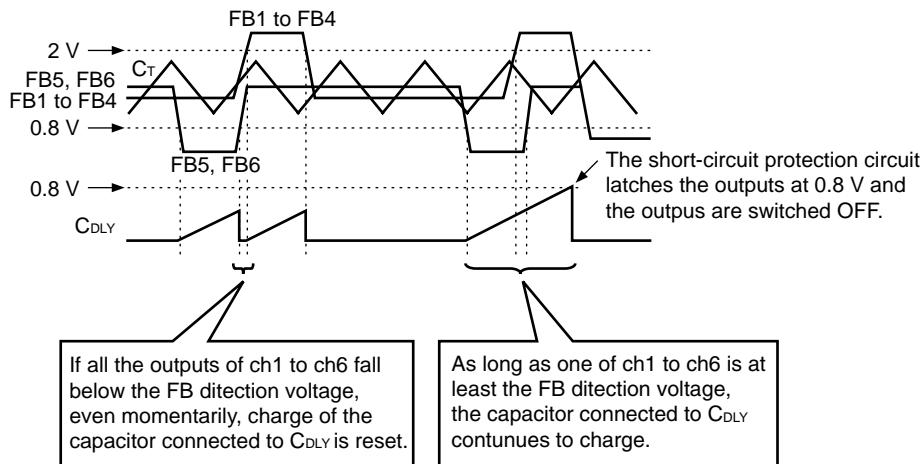 FB1 to FB4
2 V
CT
FB5, FB6
FB1 to FB4
0.8 V
FB5, FB6
0.8 V
CDLY
The short-circuit protection circuit
latches the outputs at 0.8 V and
the outpus are switched OFF.
If all the outputs of ch1 to ch6 fall
below the FB ditection voltage,
even momentarily, charge of the
capacitor connected to CDLY is reset.
As long as one of ch1 to ch6 is at
least the FB ditection voltage,
the capacitor connected to CDLY
contunues to charge.